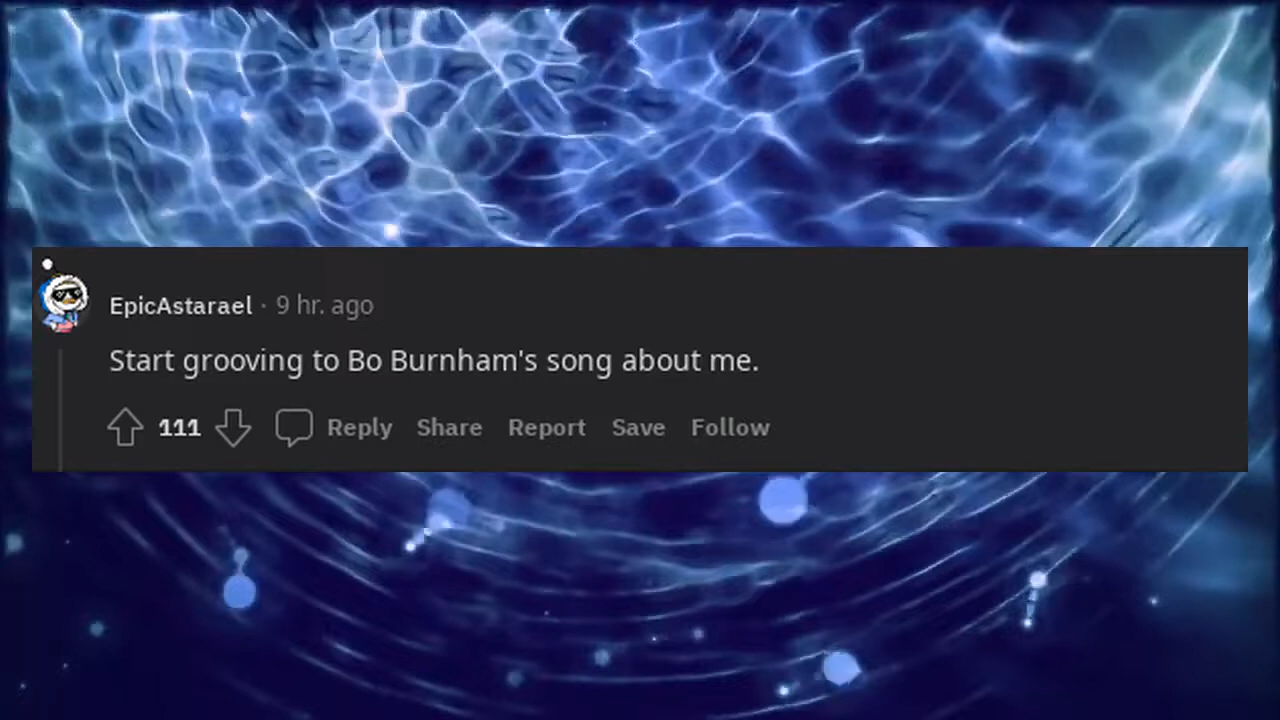 EpicAstarael · 9 hr. ago
Start grooving to Bo Burnham's song about me.
111 Reply Share Report Save Follow